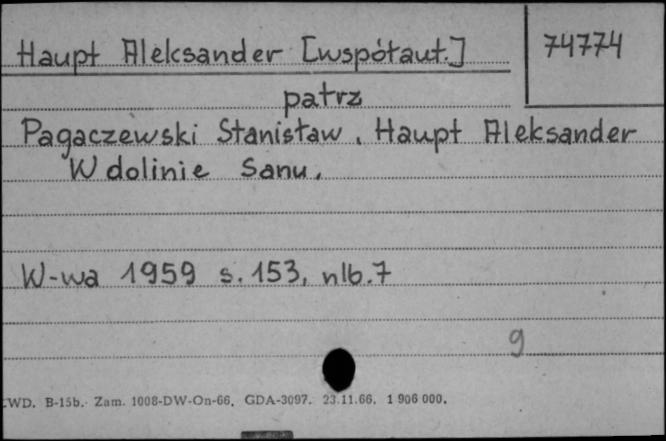 Haupt Aleksander [współaut.] 74774
patrz
Pagaczewski Stanisław, Haupt Aleksander
W dolinie Sanu.
W-wa 1959 s. 153, nlb. 7
9
WD. B-15b. Zam. 1008-DW-On-66. GDA-3097. 23.11.66. 1 906 000.